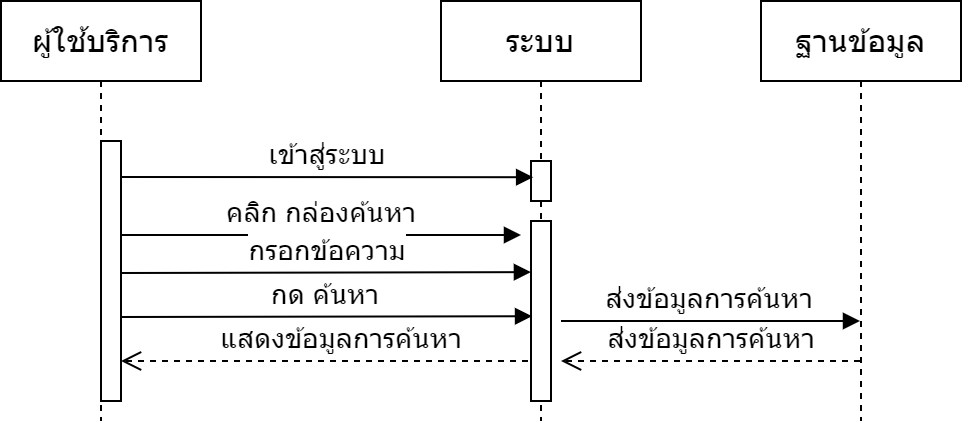 ผู้ใช้บริการ
ระบบ
ฐานข้อมูล
เข้าสู่ระบบ
คลิก กล่องค้นหา
กรอกข้อความ
กด ค้นหา
ส่งข้อมูลการค้นหา
แสดงข้อมูลการค้นหา
ส่งข้อมูลการค้นหา